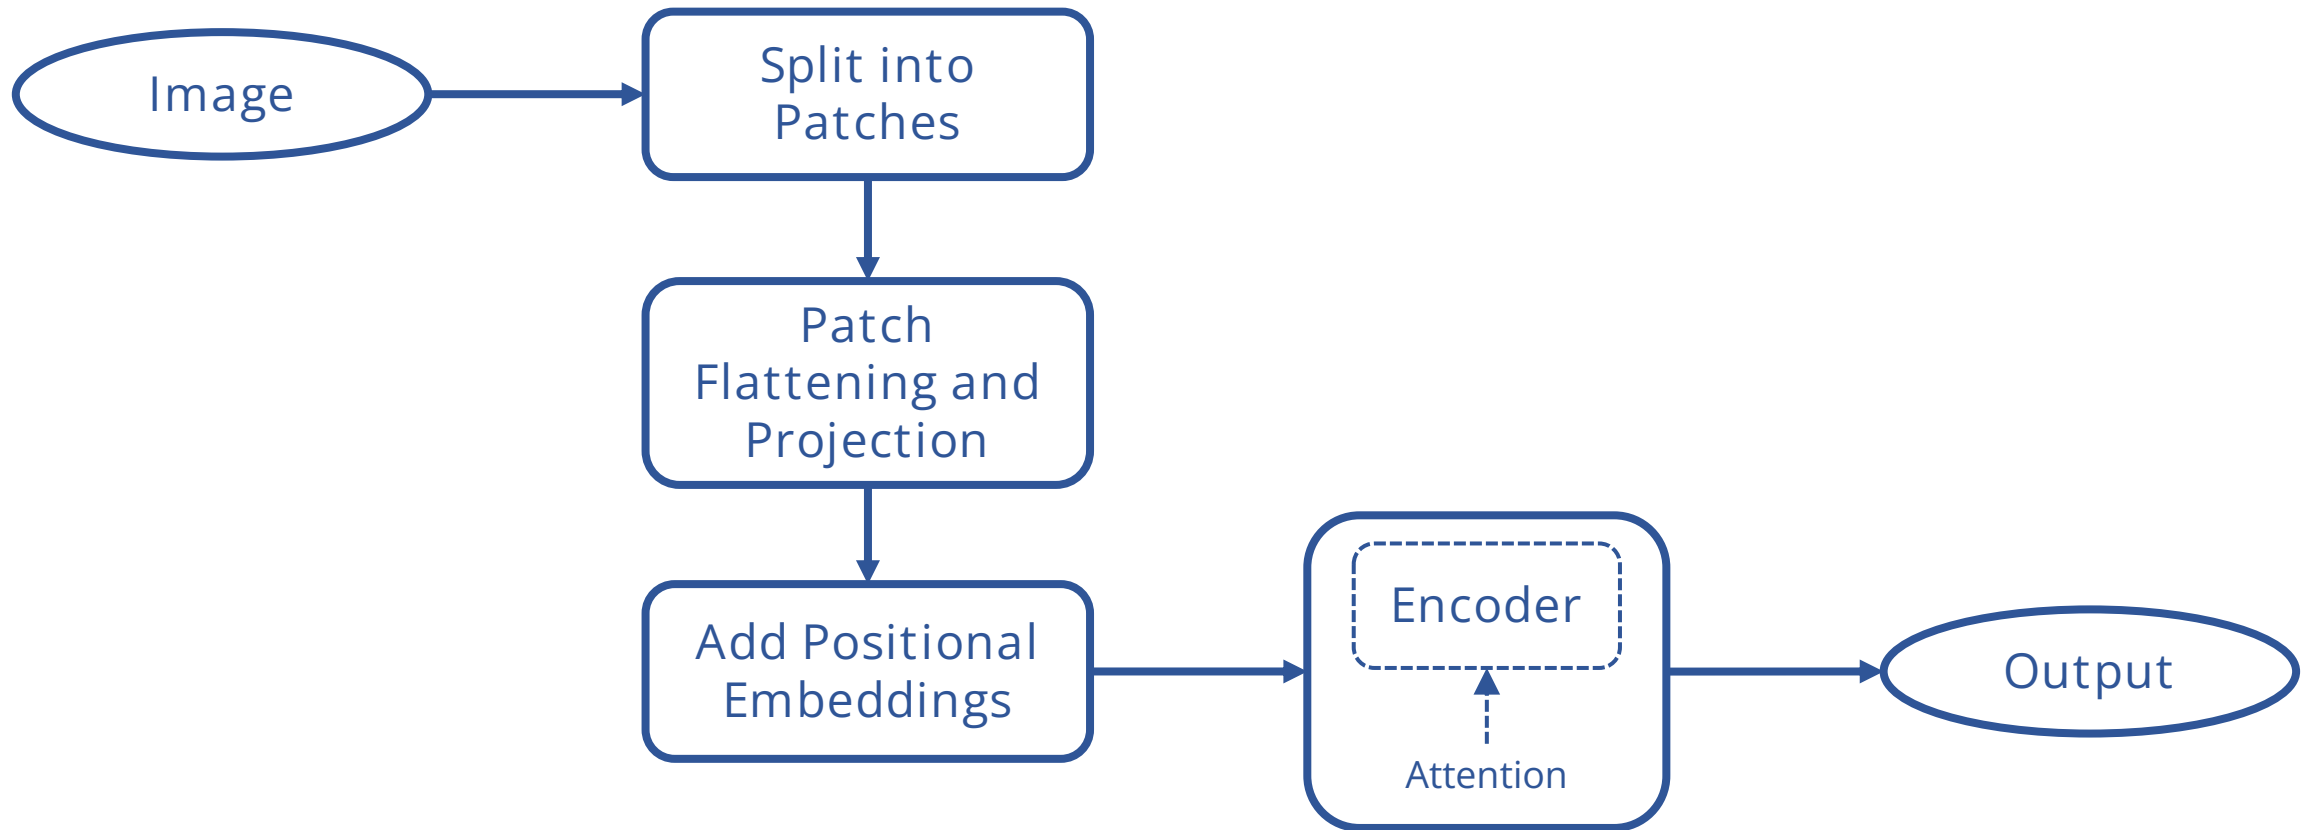 Image
Split into
Patches
Patch
Flattening and
Projection
Add Positional
Embeddings
Encoder
Attention
Output